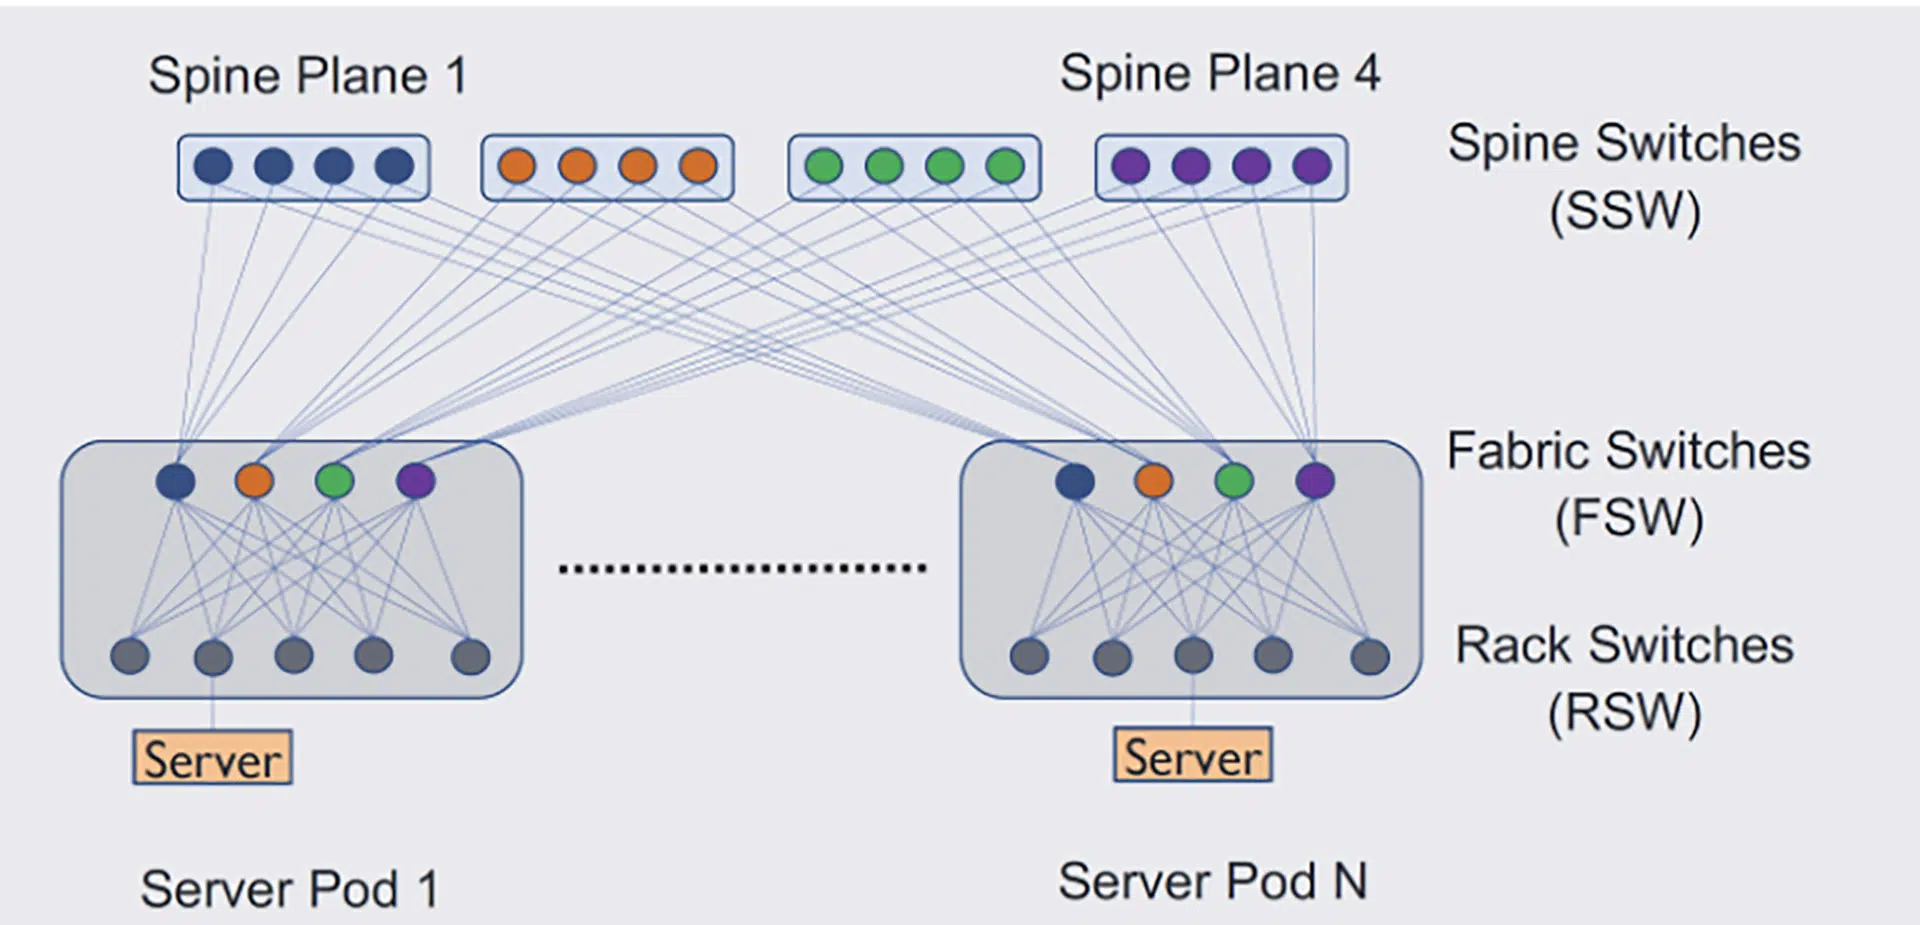 Spine Plane 1
Spine Plane 4
Spine Switches
(SSW)
Fabric Switches
(FSW)
Rack Switches
(RSW)
Server
Server
Server Pod 1
Server Pod N